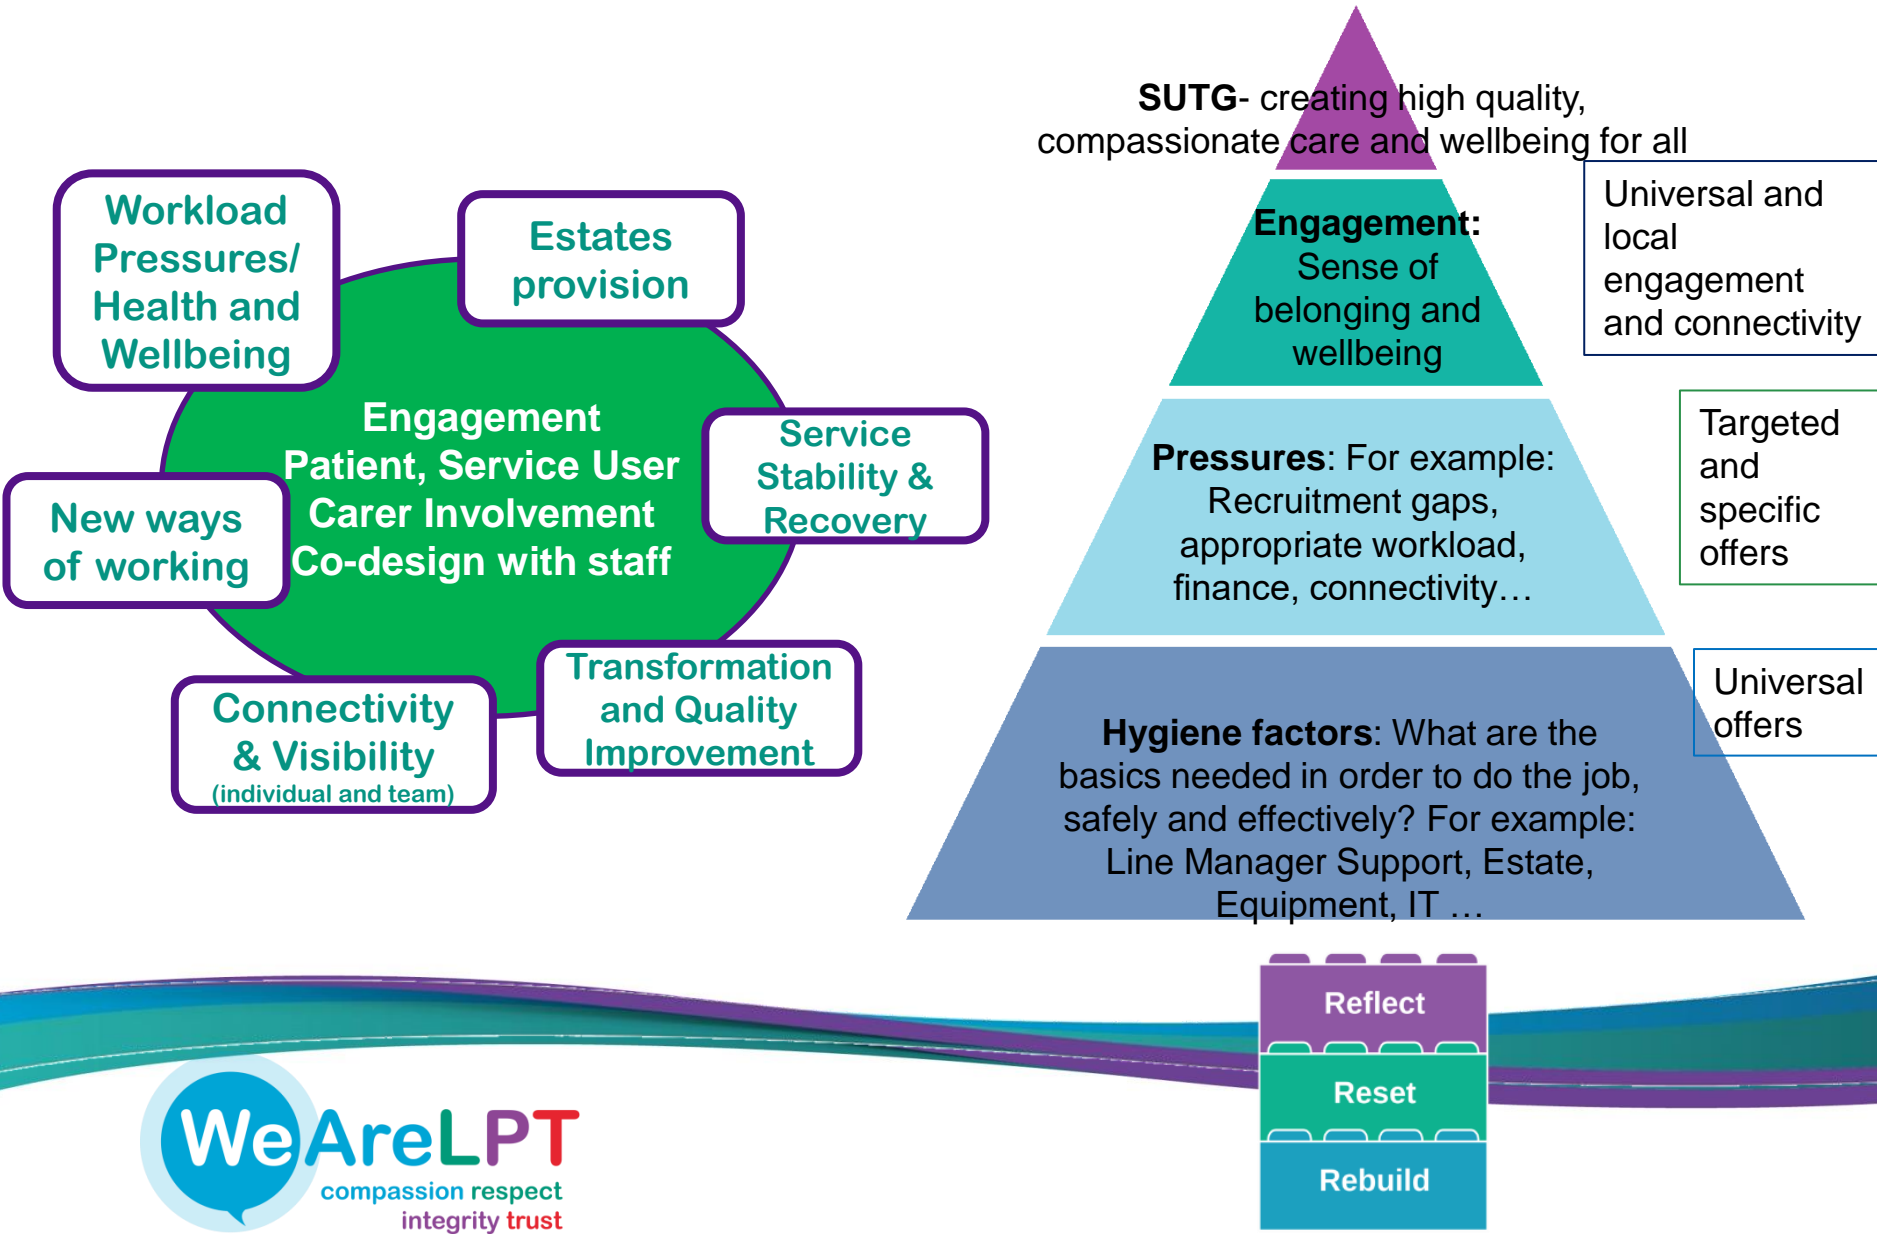 Workload
Pressures/
Health and
Wellbeing
Estates
provision
Engagement
Patient, Service User
Carer Involvement
Co-design with staff
Service
Stability &
Recovery
New ways
of working
Transformation
and Quality
Improvement
Connectivity
& Visibility
(individual and team)
SUTG- creating high quality,
compassionate care and wellbeing for all
Engagement:
Sense of
belonging and
wellbeing
Universal and
local
engagement
and connectivity
Pressures: For example:
Recruitment gaps,
appropriate workload,
finance, connectivity…
Targeted
and
specific
offers
Hygiene factors: What are the
basics needed in order to do the job,
safely and effectively? For example:
Line Manager Support, Estate,
Equipment, IT …
Universal
offers
Reflect
Reset
Rebuild
WeAreLPT
compassion respect
integrity trust